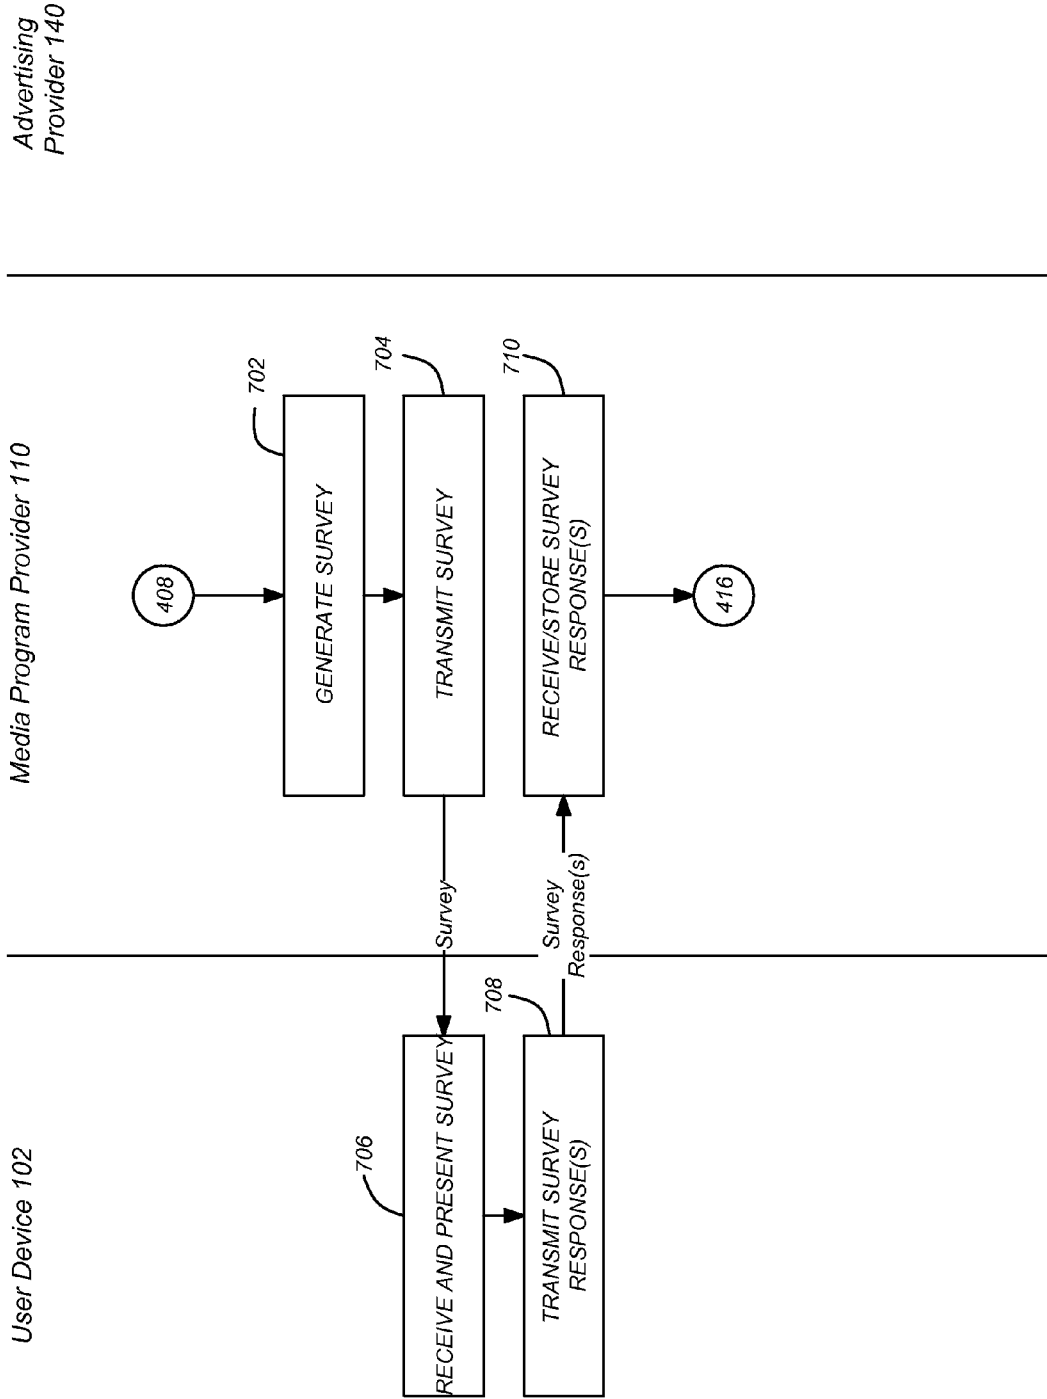 User Device 102
Media Program Provider 110
Advertising
Provider 140
408
702
GENERATE SURVEY
704
TRANSMIT SURVEY
Survey
706
RECEIVE AND PRESENT SURVEY
708
TRANSMIT SURVEY
RESPONSE(S)
Survey
Response(s)
710
RECEIVE/STORE SURVEY
RESPONSE(S)
416